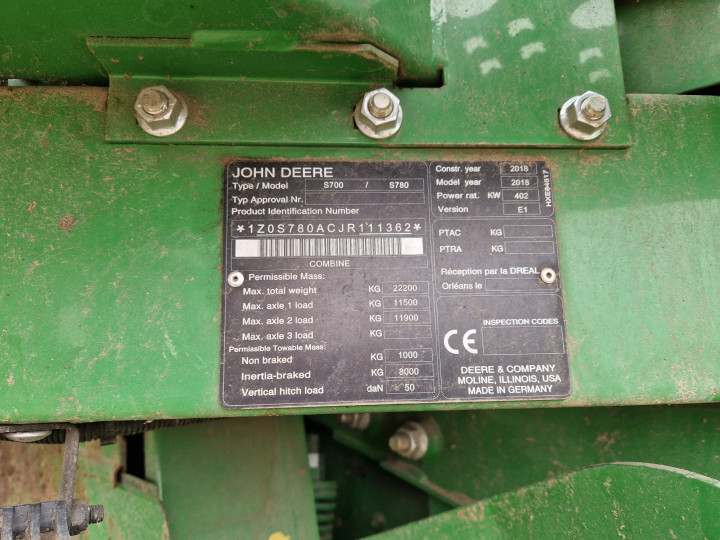 JOHN DEERE
Type / Model S700 / S780
Typ Approval Nr.
Product Identification Number
*1Z0S780ACJR111362*
COMBINE
Permissible Mass:
Max. total weight KG 22200
Max. axle 1 load KG 11500
Max. axle 2 load KG 11900
Max. axle 3 load KG
Permissible Towable Mass:
Non braked KG 1000
Inertia-braked KG 8000
Vertical hitch load daN 50
Constr. year 2018
Model year 2018
Power rat. KW 402
Version E1
HXE84817
PTAC KG
PTRA KG
Réception par la DREAL
Orléans le
CE
INSPECTION CODES
DEERE & COMPANY
MOLINE, ILLINOIS, USA
MADE IN GERMANY